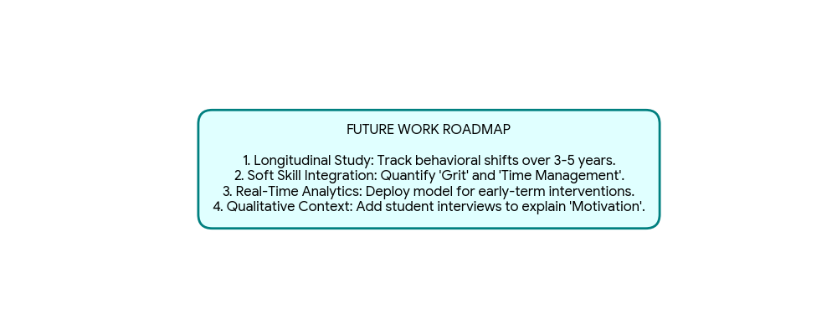 FUTURE WORK ROADMAP
1. Longitudinal Study: Track behavioral shifts over 3-5 years.
2. Soft Skill Integration: Quantify 'Grit' and 'Time Management'.
3. Real-Time Analytics: Deploy model for early-term interventions.
4. Qualitative Context: Add student interviews to explain 'Motivation'.